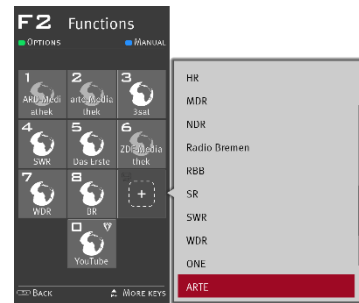 F2 Functions
OPTIONS MANUAL
1 2 3
ARD-Medi arte-Media 3sat
athek thek
4 5 6
SWR Das Erste ZDF-Media
thek
7 8
WDR BR
YouTube
BACK MORE KEYS
HR
MDR
NDR
Radio Bremen
RBB
SR
SWR
WDR
ONE
ARTE